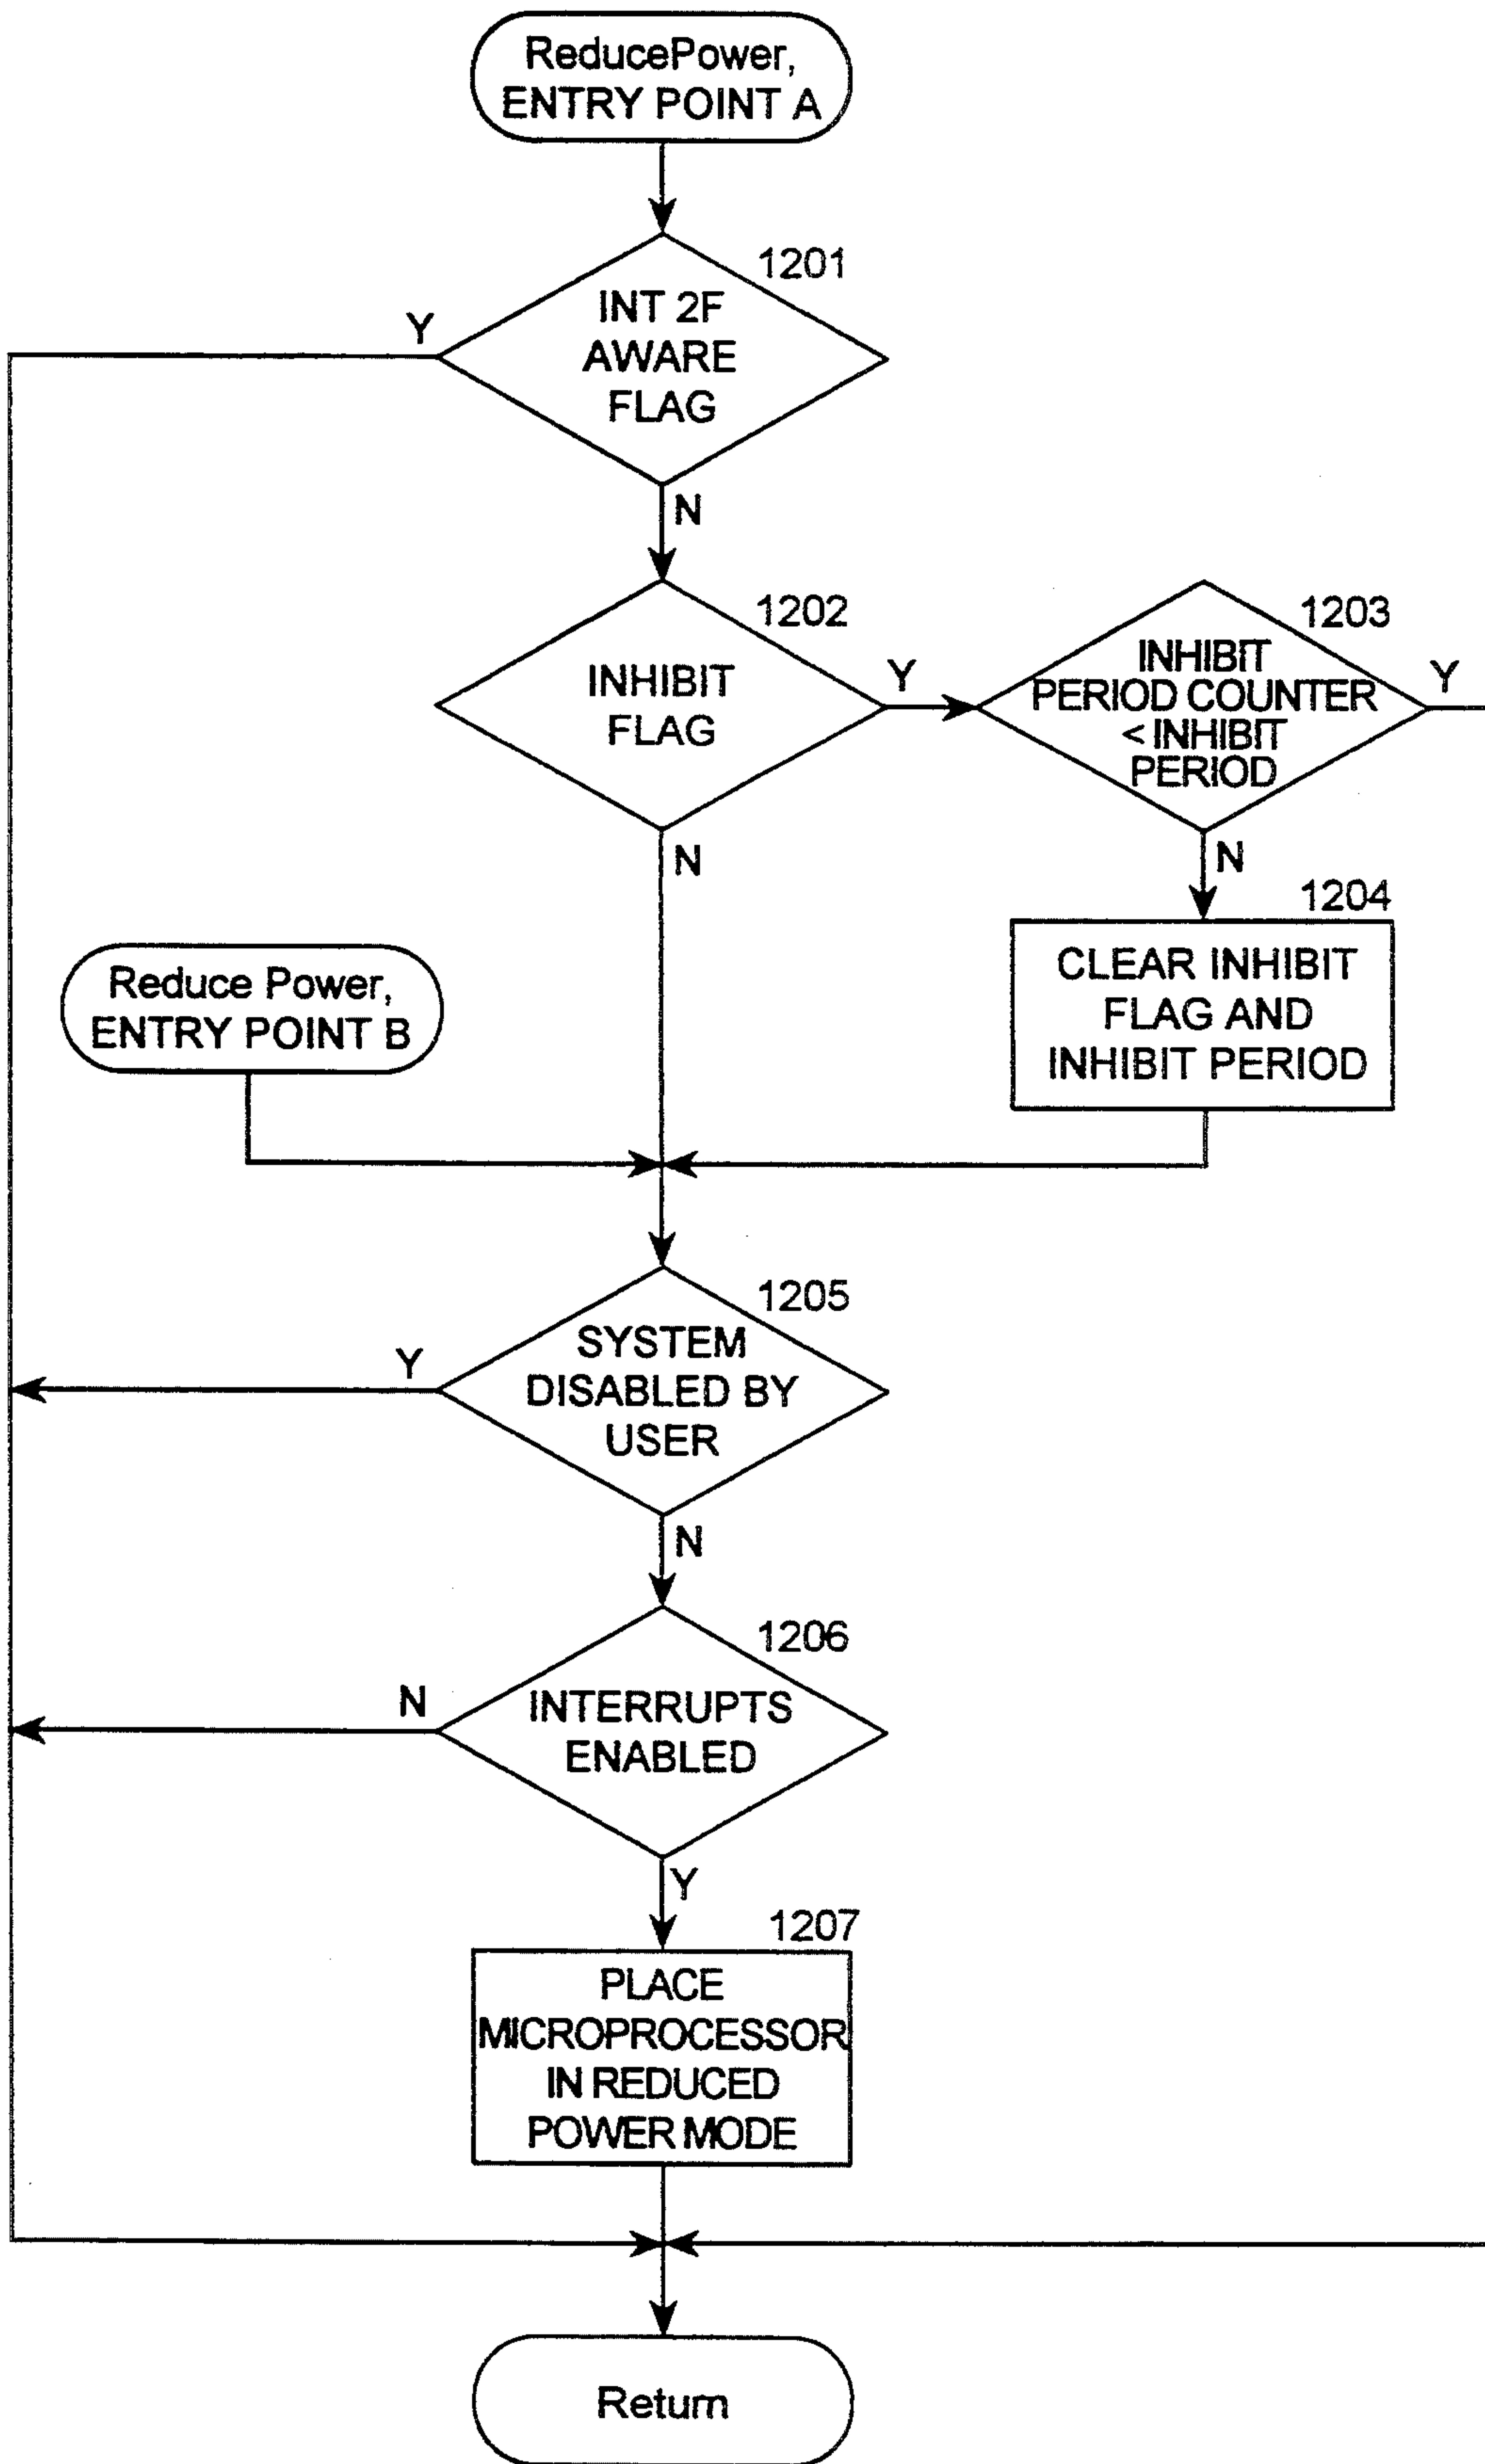 ReducePower,
ENTRY POINT A
1201
INT 2F
AWARE
FLAG
Y
N
1202
INHIBIT
FLAG
Y
N
1203
INHIBIT
PERIOD COUNTER
< INHIBIT
PERIOD
Y
N
1204
CLEAR INHIBIT
FLAG AND
INHIBIT PERIOD
Reduce Power,
ENTRY POINT B
1205
SYSTEM
DISABLED BY
USER
Y
N
1206
INTERRUPTS
ENABLED
N
Y
1207
PLACE
MICROPROCESSOR
IN REDUCED
POWER MODE
Return